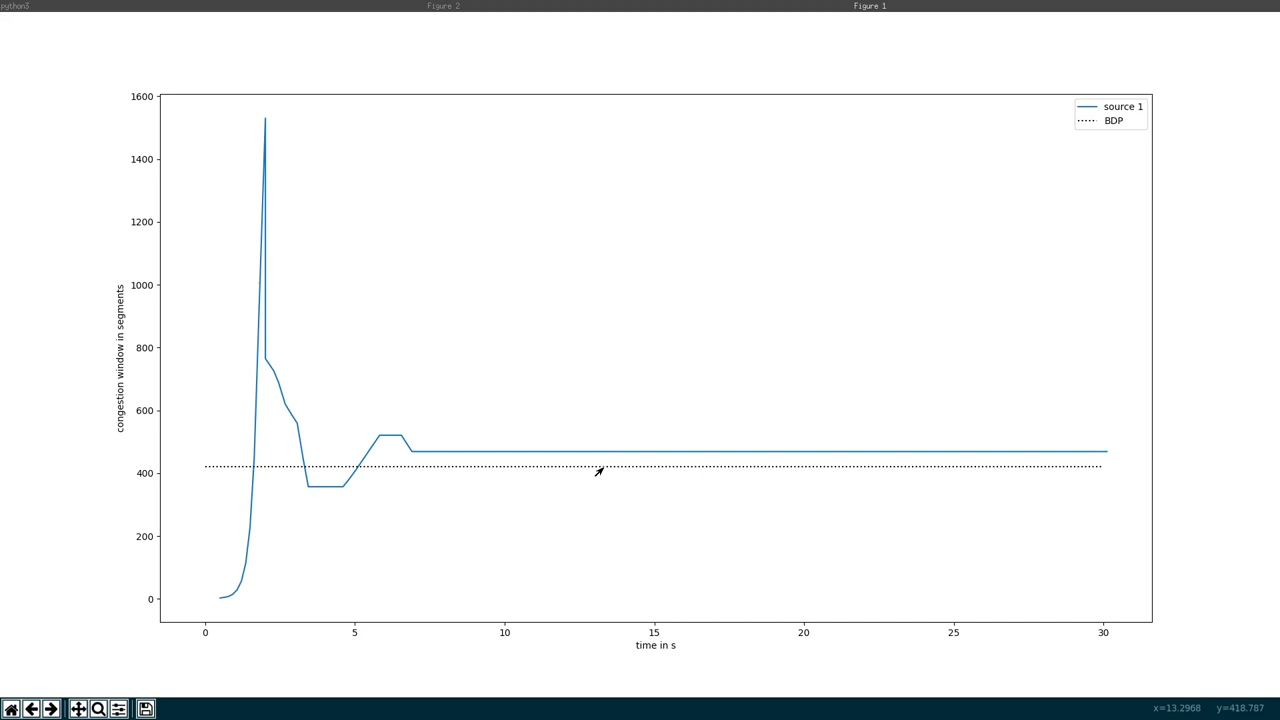 python3 Figure 2 Figure 1
source 1
BDP
1600
1400
1200
1000
800
600
400
200
0
congestion window in segments
0 5 10 15 20 25 30
time in s
x=13.2968 y=418.787